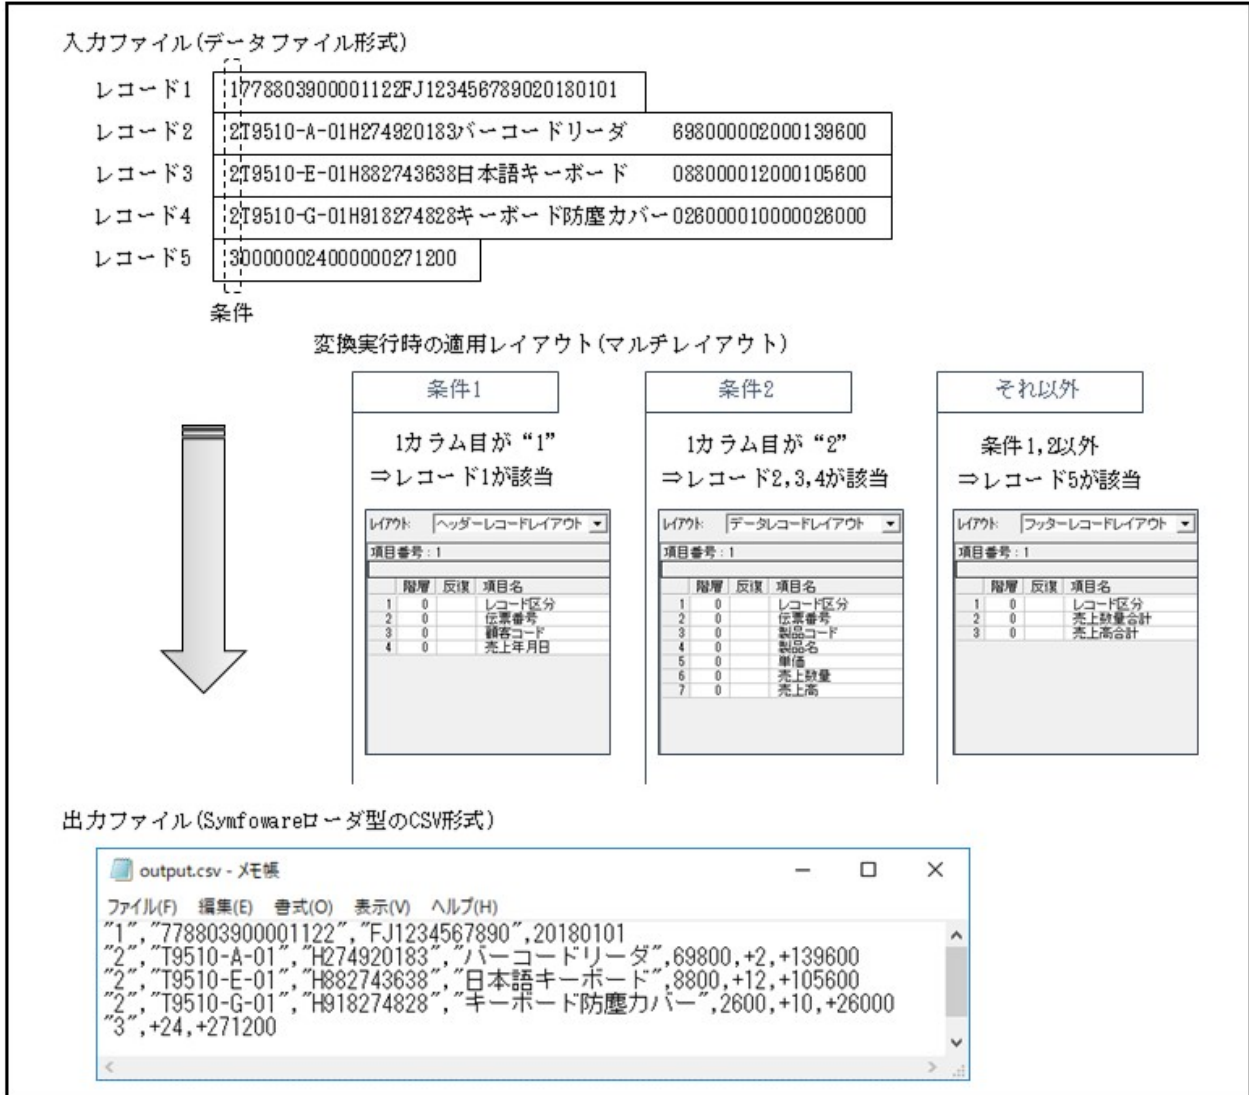 入力ファイル(データファイル形式)
レコード1 1778803900001122FJ123456789020180101
レコード2 2T9510-A-01H274920183バーコードリーダ 698000002000139600
レコード3 2T9510-E-01H882743638日本語キーボード 088000012000105600
レコード4 2T9510-G-01H918274828キーボード防塵カバー026000010000026000
レコード5 300000024000000271200
条件
変換実行時の適用レイアウト(マルチレイアウト)
条件1 条件2 それ以外
1カラム目が“1” 1カラム目が“2” 条件1,2以外
⇒レコード1が該当 ⇒レコード2,3,4が該当 ⇒レコード5が該当
レイアウト: ヘッダーレコードレイアウト
項目番号:1
階層 反復 項目名
1 0 レコード区分
2 0 伝票番号
3 0 顧客コード
4 0 売上年月日
レイアウト: データレコードレイアウト
項目番号:1
階層 反復 項目名
1 0 レコード区分
2 0 伝票番号
3 0 製品コード
4 0 製品名
5 0 単価
6 0 売上数量
7 0 売上高
レイアウト: フッターレコードレイアウト
項目番号:1
階層 反復 項目名
1 0 レコード区分
2 0 売上数量合計
3 0 売上高合計
出力ファイル(Symfowareローダ型のCSV形式)
output.csv - メモ帳
ファイル(F) 編集(E) 書式(O) 表示(V) ヘルプ(H)
"1","778803900001122","FJ1234567890",20180101
"2","T9510-A-01","H274920183","バーコードリーダ",69800,+2,+139600
"2","T9510-E-01","H882743638","日本語キーボード",8800,+12,+105600
"2","T9510-G-01","H918274828","キーボード防塵カバー",2600,+10,+26000
"3",+24,+271200